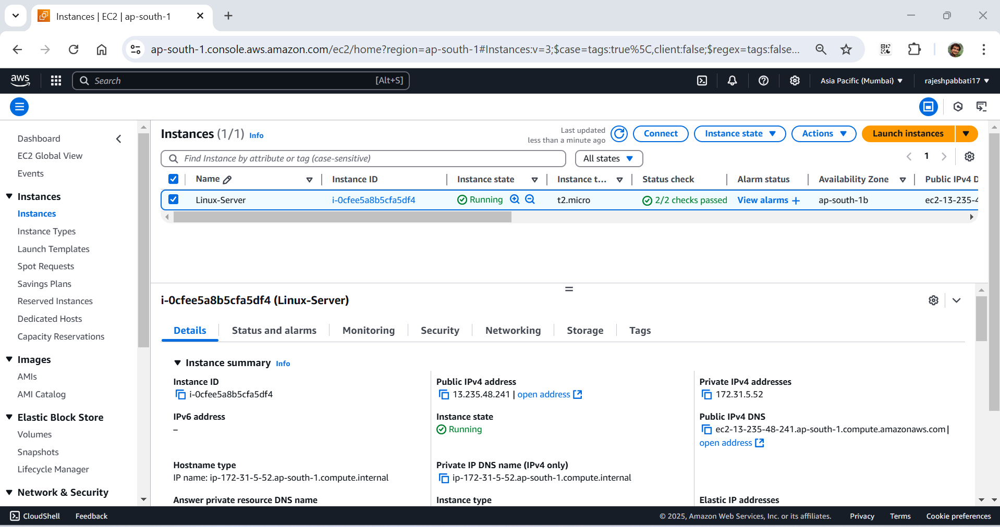 Instances | EC2 | ap-south-1
ap-south-1.console.aws.amazon.com/ec2/home?region=ap-south-1#Instances:v=3;$case=tags:true%5C,client:false;$regex=tags:false...
aws
Search [Alt+S]
Asia Pacific (Mumbai)
rajeshpabbati17
Dashboard
EC2 Global View
Events
Instances
Instances
Instance Types
Launch Templates
Spot Requests
Savings Plans
Reserved Instances
Dedicated Hosts
Capacity Reservations
Images
AMIs
AMI Catalog
Elastic Block Store
Volumes
Snapshots
Lifecycle Manager
Network & Security
Instances (1/1) Info
Last updated
less than a minute ago
Connect
Instance state
Actions
Launch instances
Find Instance by attribute or tag (case-sensitive)
All states
1
Name Instance ID Instance state Instance t... Status check Alarm status Availability Zone Public IPv4 D
Linux-Server i-0cfee5a8b5cfa5df4 Running t2.micro 2/2 checks passed View alarms + ap-south-1b ec2-13-235-4
i-0cfee5a8b5cfa5df4 (Linux-Server)
Details Status and alarms Monitoring Security Networking Storage Tags
Instance summary Info
Instance ID
i-0cfee5a8b5cfa5df4
Public IPv4 address
13.235.48.241 | open address
Private IPv4 addresses
172.31.5.52
IPv6 address
–
Instance state
Running
Public IPv4 DNS
ec2-13-235-48-241.ap-south-1.compute.amazonaws.com |
open address
Hostname type
IP name: ip-172-31-5-52.ap-south-1.compute.internal
Private IP DNS name (IPv4 only)
ip-172-31-5-52.ap-south-1.compute.internal
Answer private resource DNS name
Instance type
Elastic IP addresses
CloudShell Feedback
© 2025, Amazon Web Services, Inc. or its affiliates. Privacy Terms Cookie preferences